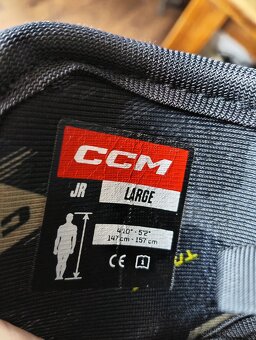 CCM
JR LARGE
4'10" - 5'2"
147 cm - 157 cm
CE